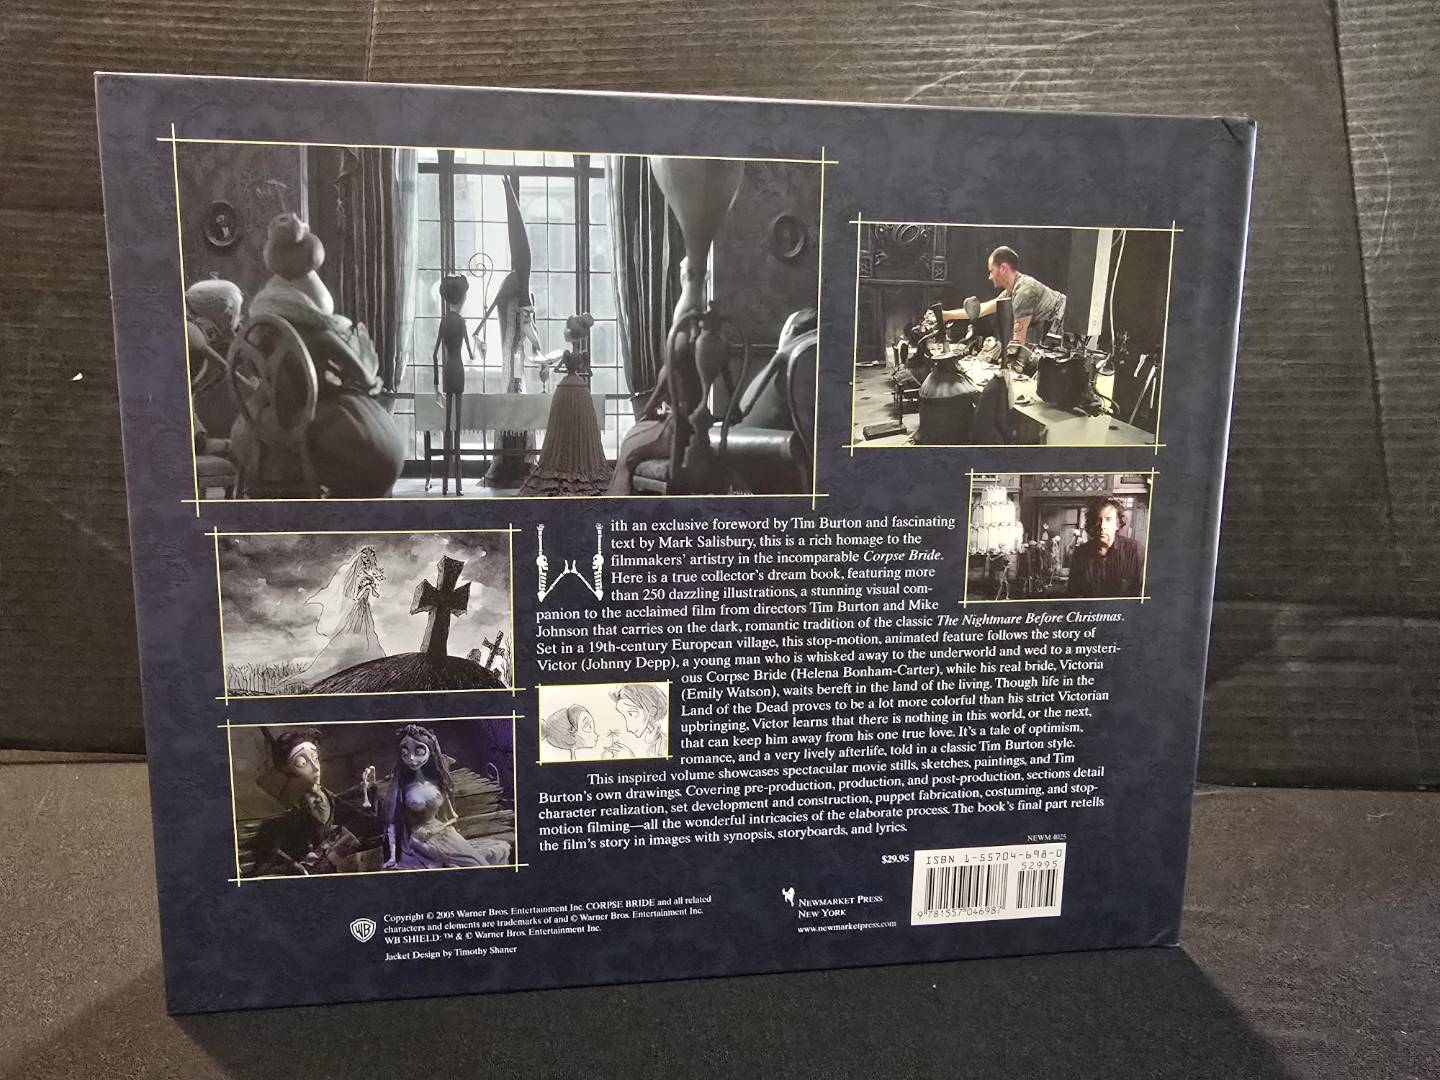 With an exclusive foreword by Tim Burton and fascinating
text by Mark Salisbury, this is a rich homage to the
filmmakers' artistry in the incomparable Corpse Bride.
Here is a true collector's dream book, featuring more
than 250 dazzling illustrations, a stunning visual com-
panion to the acclaimed film from directors Tim Burton and Mike
Johnson that carries on the dark, romantic tradition of the classic The Nightmare Before Christmas.
Set in a 19th-century European village, this stop-motion, animated feature follows the story of
Victor (Johnny Depp), a young man who is whisked away to the underworld and wed to a mysteri-
ous Corpse Bride (Helena Bonham-Carter), while his real bride, Victoria
(Emily Watson), waits bereft in the land of the living. Though life in the
Land of the Dead proves to be a lot more colorful than his strict Victorian
upbringing, Victor learns that there is nothing in this world, or the next,
that can keep him away from his one true love. It's a tale of optimism,
romance, and a very lively afterlife, told in a classic Tim Burton style.
This inspired volume showcases spectacular movie stills, sketches, paintings, and Tim
Burton's own drawings. Covering pre-production, production, and post-production, sections detail
character realization, set development and construction, puppet fabrication, costuming, and stop-
motion filming—all the wonderful intricacies of the elaborate process. The book's final part retells
the film's story in images with synopsis, storyboards, and lyrics.
NEWM 4025
$29.95
ISBN 1-55704-698-0
52995
9 781557 046987
WB
Copyright © 2005 Warner Bros. Entertainment Inc. CORPSE BRIDE and all related
characters and elements are trademarks of and © Warner Bros. Entertainment Inc.
WB SHIELD: ™ & © Warner Bros. Entertainment Inc.
Jacket Design by Timothy Shaner
NEWMARKET PRESS
NEW YORK
www.newmarketpress.com